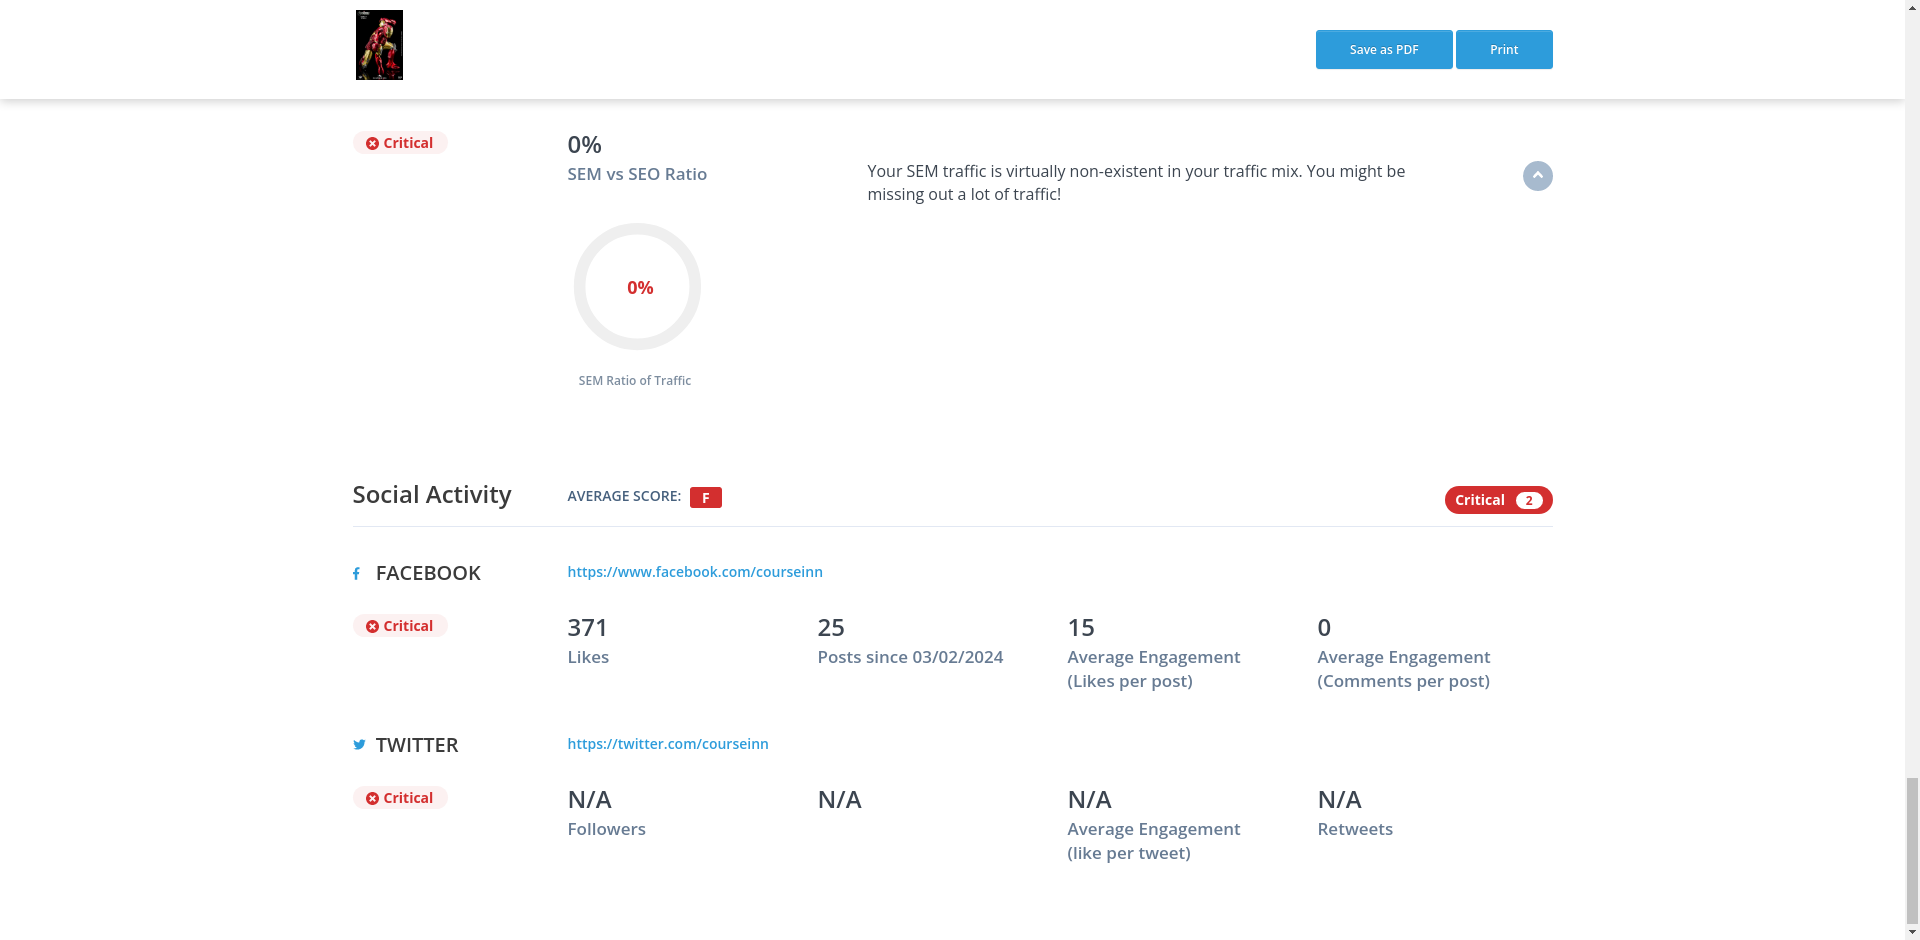 Save as PDF
Print
Critical
0%
SEM vs SEO Ratio
Your SEM traffic is virtually non-existent in your traffic mix. You might be
missing out a lot of traffic!
0%
SEM Ratio of Traffic
Social Activity
AVERAGE SCORE: F
Critical 2
FACEBOOK
https://www.facebook.com/courseinn
Critical
371
Likes
25
Posts since 03/02/2024
15
Average Engagement
(Likes per post)
0
Average Engagement
(Comments per post)
TWITTER
https://twitter.com/courseinn
Critical
N/A
Followers
N/A
N/A
Average Engagement
(like per tweet)
N/A
Retweets